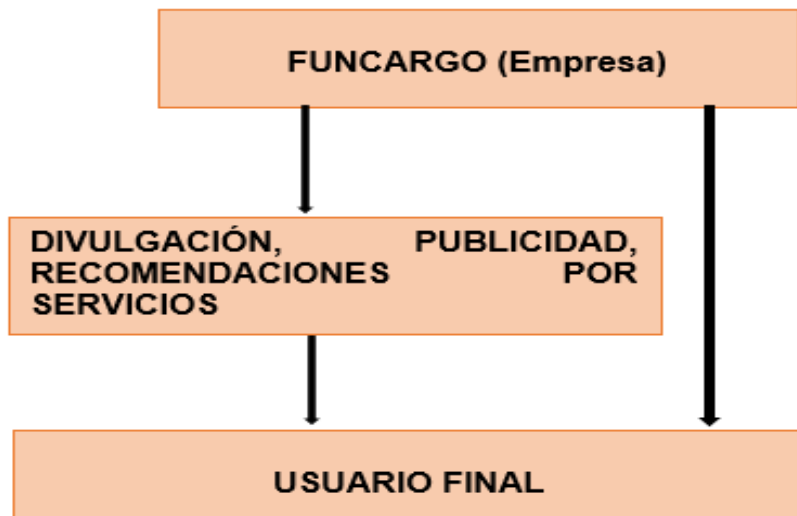 FUNCARGO (Empresa)
DIVULGACIÓN, PUBLICIDAD,
RECOMENDACIONES POR
SERVICIOS
USUARIO FINAL